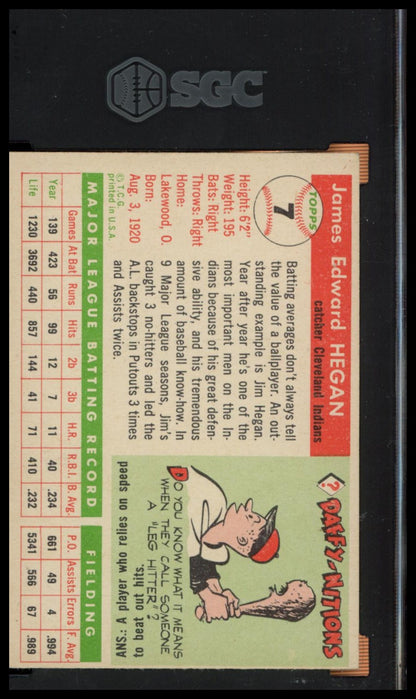 SGC
TOPPS
7
James Edward HEGAN
catcher Cleveland Indians
Height: 6'2"
Weight: 195
Bats: Right
Throws: Right
Home:
Lakewood, O.
Born:
Aug. 3, 1920
© T.C.G.
printed in U.S.A.
Batting averages don't always tell
the value of a ballplayer. An out-
standing example is Jim Hegan.
Year after year he's one of the
most important men on the In-
dians because of his great defen-
sive ability, and his tremendous
amount of baseball know-how. In
9 Major League seasons, Jim's
caught 3 no-hitters and led the
A.L. backstops in Putouts 3 times
and Assists twice.
? DAFFY-NITIONS
DO YOU KNOW WHAT IT MEANS
WHEN THEY CALL SOMEONE
A "LEG HITTER"?
ANS.: A player who relies on speed
to beat out hits.
MAJOR LEAGUE BATTING RECORD FIELDING
Games At Bat Runs Hits 2b 3b H.R. R.B.I. B Avg. P.O. Assists Errors F. Avg.
Year 139 423 56 99 12 7 11 40 .234 661 49 4 .994
Life 1230 3692 440 857 144 41 71 410 .232 5341 566 67 .989